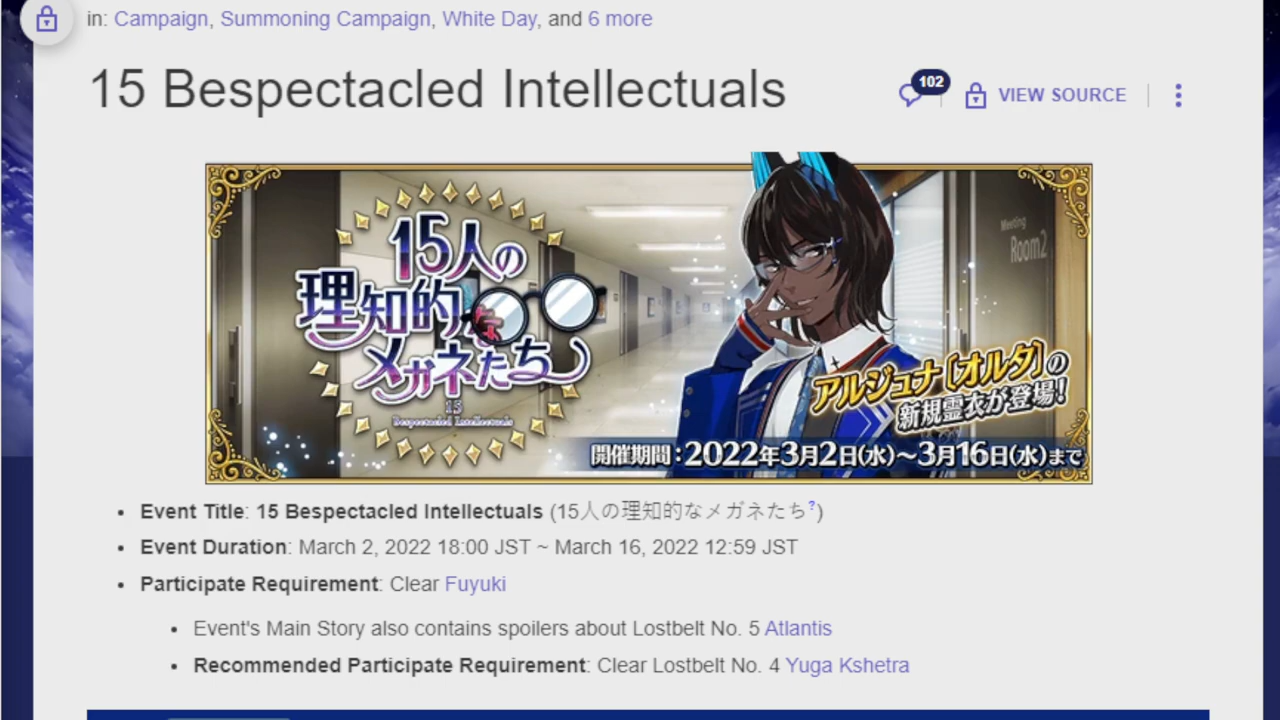 in: Campaign, Summoning Campaign, White Day, and 6 more
15 Bespectacled Intellectuals
102
VIEW SOURCE
15人の
理知的な
メガネたち
15
Bespectacled Intellectuals
Meeting
Room2
アルジュナ〔オルタ〕の
新規霊衣が登場!
開催期間:2022年3月2日(水)~3月16日(水)まで
• Event Title: 15 Bespectacled Intellectuals (15人の理知的なメガネたち?)
• Event Duration: March 2, 2022 18:00 JST ~ March 16, 2022 12:59 JST
• Participate Requirement: Clear Fuyuki
• Event's Main Story also contains spoilers about Lostbelt No. 5 Atlantis
• Recommended Participate Requirement: Clear Lostbelt No. 4 Yuga Kshetra